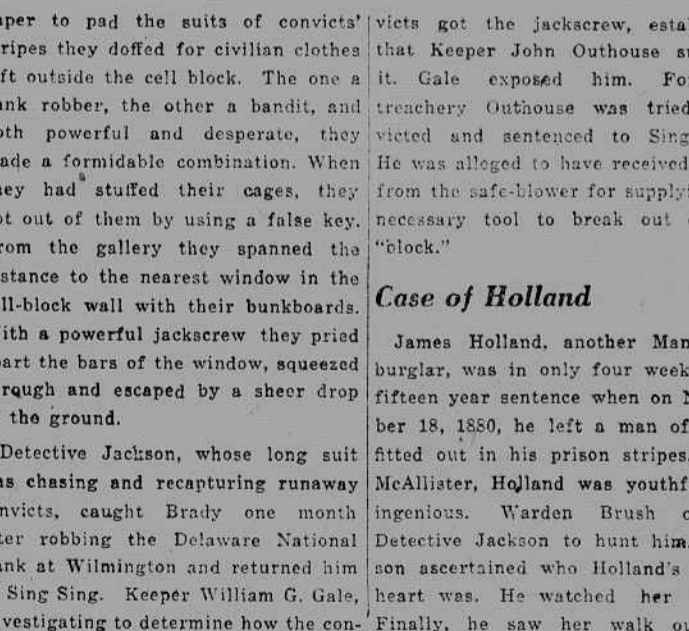 aper to pad the suits of convicts'
ripes they doffed for civilian clothes
ft outside the cell block. The one a
ank robber, the other a bandit, and
oth powerful and desperate, they
ade a formidable combination. When
hey had stuffed their cages, they
ot out of them by using a false key.
rom the gallery they spanned the
istance to the nearest window in the
ll-block wall with their bunkboards.
ith a powerful jackscrew they pried
part the bars of the window, squeezed
rough and escaped by a sheer drop
the ground.
Detective Jackson, whose long suit
as chasing and recapturing runaway
nvicts, caught Brady one month
ter robbing the Delaware National
ank at Wilmington and returned him
Sing Sing. Keeper William G. Gale,
vestigating to determine how the con-
victs got the jackscrew, esta
that Keeper John Outhouse s
it. Gale exposed him. Fo
treachery Outhouse was tried
victed and sentenced to Sing
He was alleged to have received
from the safe-blower for supply
necessary tool to break out
"block."
Case of Holland
James Holland, another Man
burglar, was in only four week
fifteen year sentence when on N
ber 18, 1880, he left a man of
fitted out in his prison stripes.
McAllister, Holland was youthf
ingenious. Warden Brush
Detective Jackson to hunt him.
son ascertained who Holland's
heart was. He watched her
Finally, he saw her walk ou